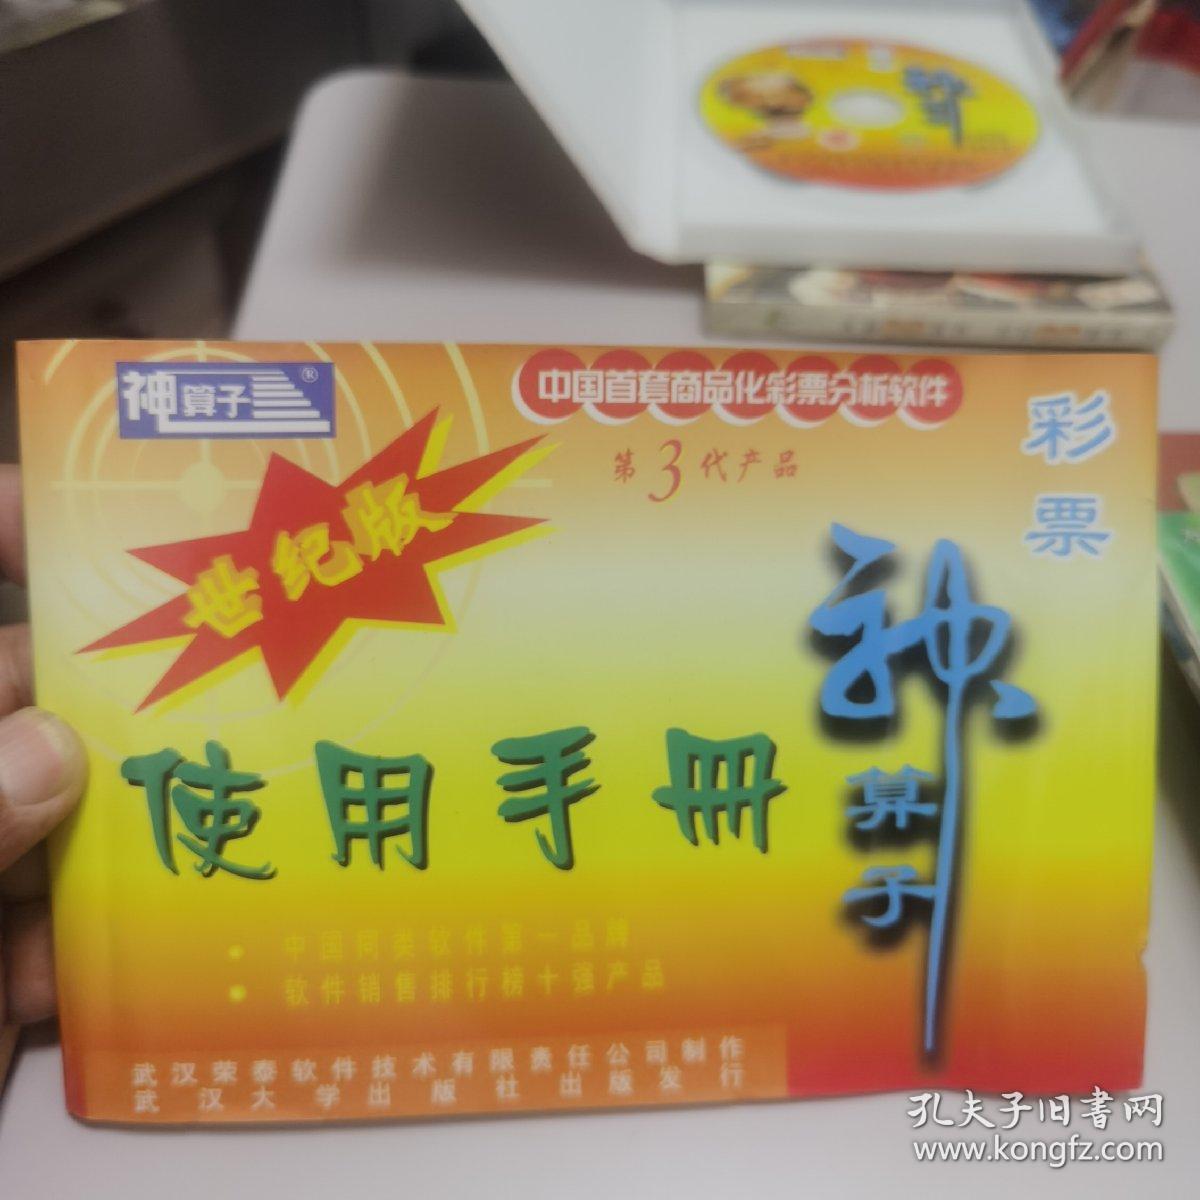 神算子®
中国首套商品化彩票分析软件
第3代产品
彩票
世纪版
神算子
使用手册
• 中国同类软件第一品牌
• 软件销售排行榜十强产品
武汉荣泰软件技术有限责任公司制作
武汉大学出版社出版发行
孔夫子旧书网
www.kongfz.com